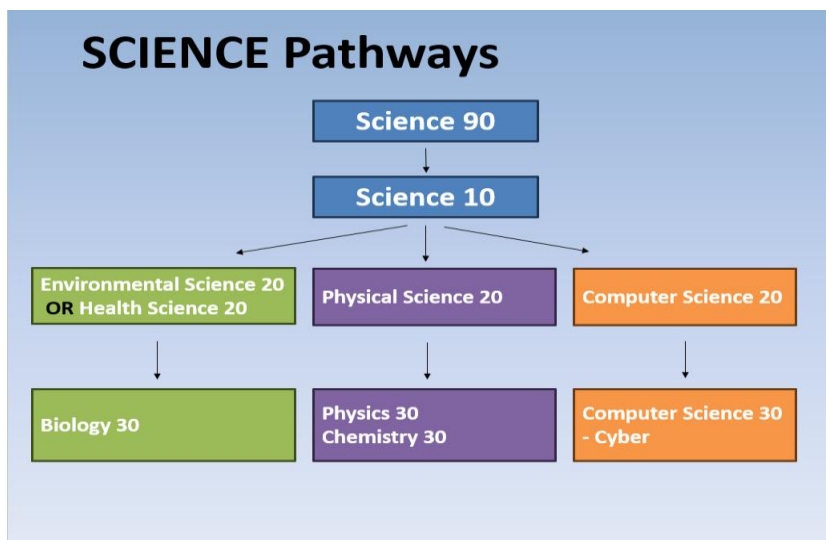 SCIENCE Pathways
Science 90
Science 10
Environmental Science 20
OR Health Science 20
Physical Science 20
Computer Science 20
Biology 30
Physics 30
Chemistry 30
Computer Science 30
- Cyber